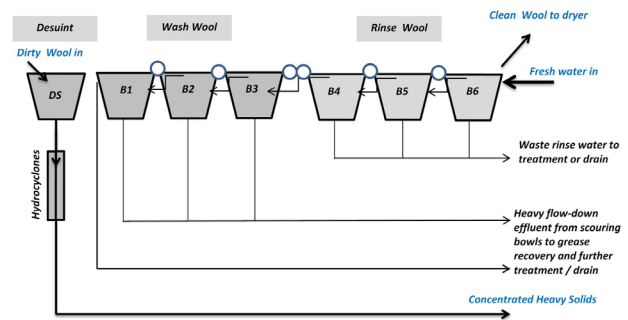 Clean Wool to dryer
Desuint
Wash Wool
Rinse Wool
Dirty Wool in
Fresh water in
DS
B1
B2
B3
B4
B5
B6
Hydrocyclones
Waste rinse water to
treatment or drain
Heavy flow-down
effluent from scouring
bowls to grease
recovery and further
treatment / drain
Concentrated Heavy Solids